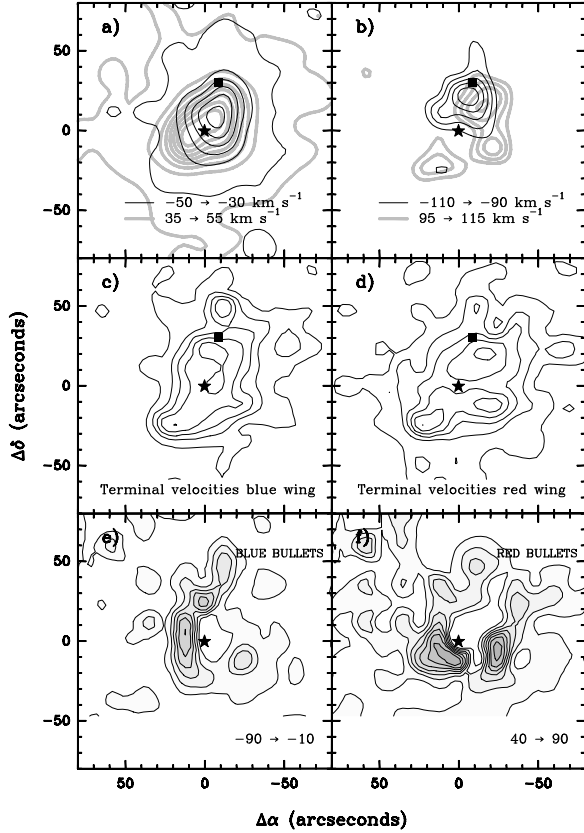 a)
b)
50
0
−50
−50 → −30 km s⁻¹
35 → 55 km s⁻¹
−110 → −90 km s⁻¹
95 → 115 km s⁻¹
c)
d)
50
0
−50
Terminal velocities blue wing
Terminal velocities red wing
Δδ (arcseconds)
e)
f)
BLUE BULLETS
RED BULLETS
50
0
−50
−90 → −10
40 → 90
50
0
−50
50
0
−50
Δα (arcseconds)